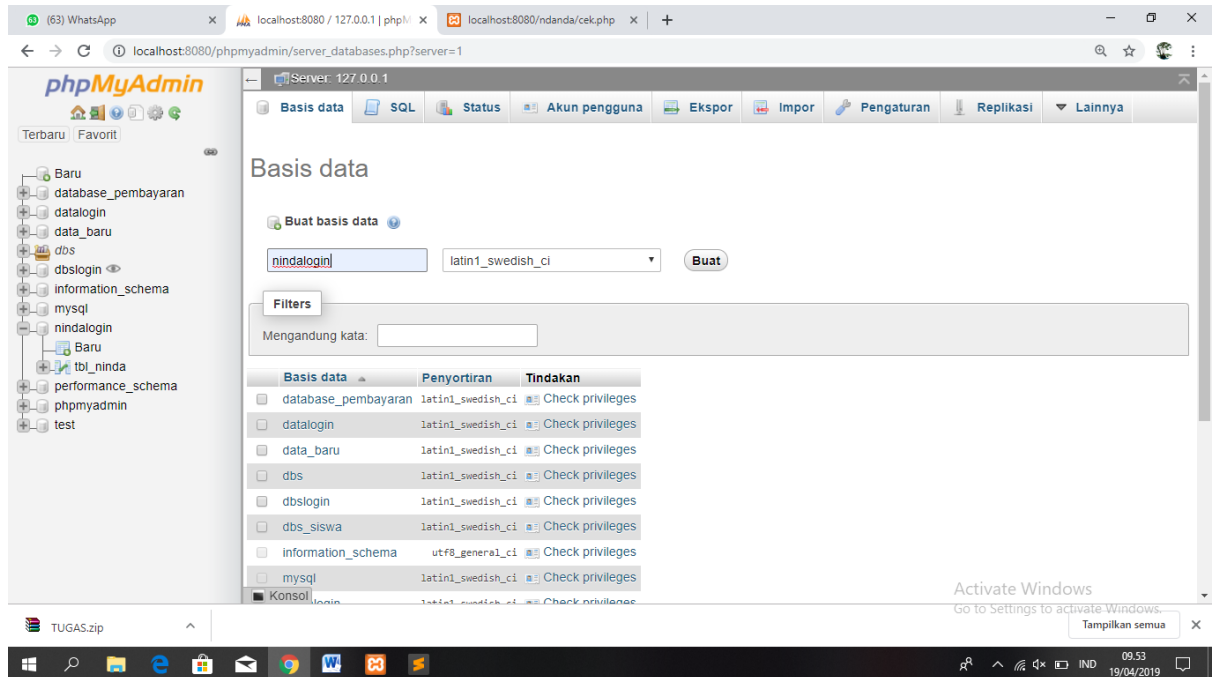 (63) WhatsApp
localhost:8080 / 127.0.0.1 | phpM
localhost:8080/ndanda/cek.php
localhost:8080/phpmyadmin/server_databases.php?server=1
phpMyAdmin
Terbaru Favorit
Baru
database_pembayaran
datalogin
data_baru
dbs
dbslogin
information_schema
mysql
nindalogin
Baru
tbl_ninda
performance_schema
phpmyadmin
test
Server: 127.0.0.1
Basis data SQL Status Akun pengguna Ekspor Impor Pengaturan Replikasi Lainnya
Basis data
Buat basis data
nindalogin latin1_swedish_ci Buat
Filters
Mengandung kata:
Basis data Penyortiran Tindakan
database_pembayaran latin1_swedish_ci Check privileges
datalogin latin1_swedish_ci Check privileges
data_baru latin1_swedish_ci Check privileges
dbs latin1_swedish_ci Check privileges
dbslogin latin1_swedish_ci Check privileges
dbs_siswa latin1_swedish_ci Check privileges
information_schema utf8_general_ci Check privileges
mysql latin1_swedish_ci Check privileges
latin1_swedish_ci Check privileges
Konsol
Activate Windows
Go to Settings to activate Windows.
TUGAS.zip
Tampilkan semua
IND
09.53
19/04/2019